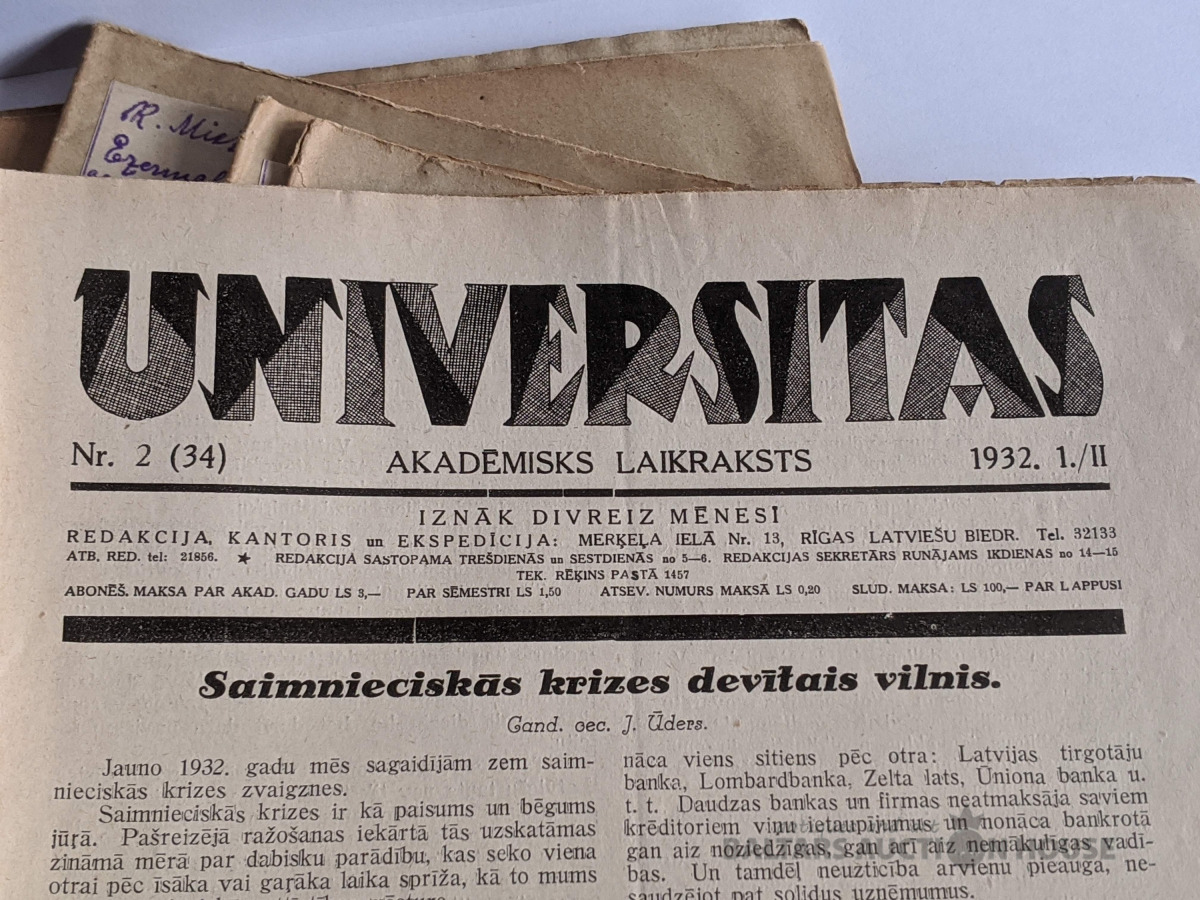 R.
UNIVERSITAS
Nr. 2 (34) AKADĒMISKS LAIKRAKSTS 1932. 1./II
IZNĀK DIVREIZ MĒNESĪ
REDAKCIJA, KANTORIS un EKSPEDĪCIJA: MERĶEĻA IELĀ Nr. 13, RĪGAS LATVIEŠU BIEDR. Tel. 32133
ATB. RED. tel: 21856. ★ REDAKCIJA SASTOPAMA TREŠDIENĀS un SESTDIENĀS no 5—6. REDAKCIJAS SEKRETĀRS RUNĀJAMS IKDIENAS no 14—15
TEK. RĒĶINS PASTĀ 1457
ABONĒŠ. MAKSA PAR AKAD. GADU LS 3,— PAR SEMESTRI LS 1,50 ATSEV. NUMURS MAKSĀ LS 0,20 SLUD. MAKSA: LS 100,— PAR LAPPUSI
Saimnieciskās krizes devītais vilnis.
Cand. oec. J. Ūders.
Jauno 1932. gadu mēs sagaidījām zem saim-
nieciskās krizes zvaigznes.
Saimnieciskās krizes ir kā paisums un bēgums
jūrā. Pašreizējā ražošanas iekārtā tās uzskatāmas
zināmā mērā par dabisku parādību, kas seko viena
otrai pēc īsāka vai gaŗāka laika sprīža, kā to mums
nāca viens sitiens pēc otra: Latvijas tirgotāju
banka, Lombardbanka, Zelta lats, Ūniona banka u.
t. t. Daudzas bankas un firmas neatmaksāja saviem
krēditoriem viņu ietaupījumus un nonāca bankrotā
gan aiz noziedzīgas, gan arī aiz nemākulīgas vadī-
bas. Un tamdēļ neuzticība arvienu pieauga, ne-
saudzējot pat solidus uzņēmumus.
AUCTION HOUSE